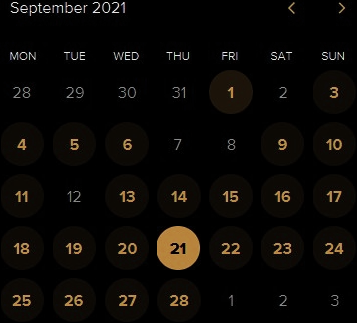 September 2021 < >
MON TUE WED THU FRI SAT SUN
28 29 30 31 1 2 3
4 5 6 7 8 9 10
11 12 13 14 15 16 17
18 19 20 21 22 23 24
25 26 27 28 1 2 3